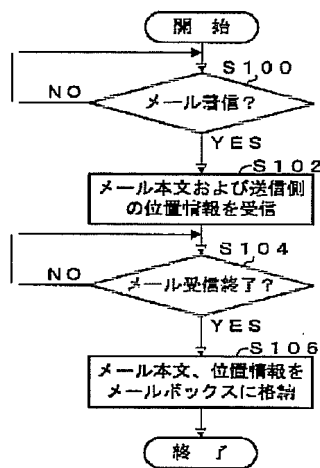 開 始
S100
NO
メール着信？
YES
S102
メール本文および送信側
の位置情報を受信
S104
NO
メール受信終了？
YES
S106
メール本文、位置情報を
メールボックスに格納
終 了